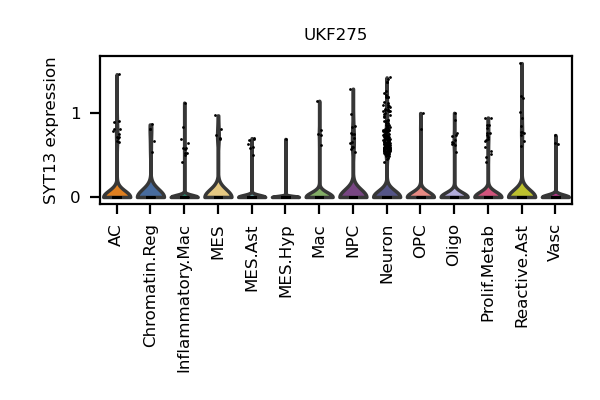 UKF275
SYT13 expression
1
0
AC
Chromatin.Reg
Inflammatory.Mac
MES
MES.Ast
MES.Hyp
Mac
NPC
Neuron
OPC
Oligo
Prolif.Metab
Reactive.Ast
Vasc